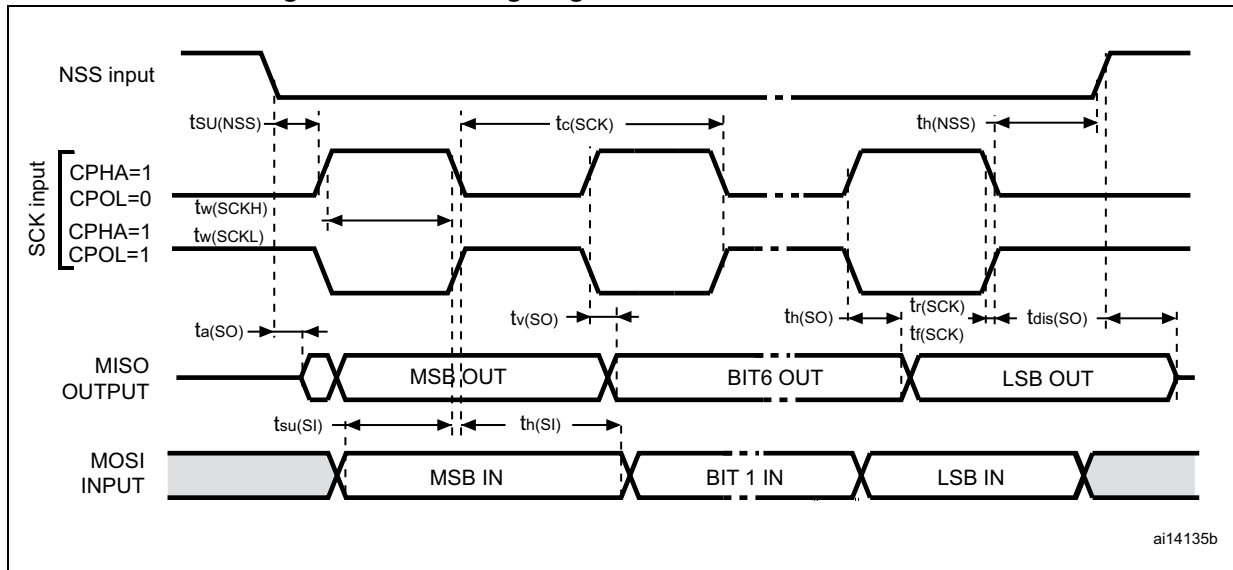 NSS input
tSU(NSS)
tc(SCK)
th(NSS)
SCK input
CPHA=1
CPOL=0
tw(SCKH)
CPHA=1
tw(SCKL)
CPOL=1
ta(SO)
tv(SO)
th(SO)
tr(SCK)
tf(SCK)
tdis(SO)
MISO
OUTPUT
MSB OUT
BIT6 OUT
LSB OUT
tsu(SI)
th(SI)
MOSI
INPUT
MSB IN
BIT 1 IN
LSB IN
ai14135b